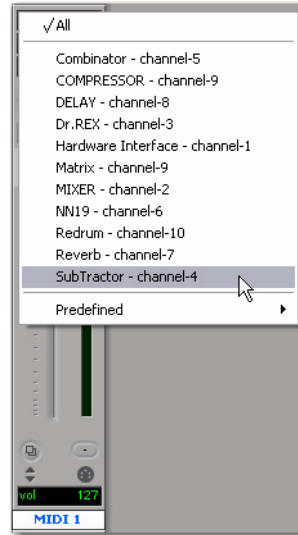 ✓All
Combinator - channel-5
COMPRESSOR - channel-9
DELAY - channel-8
Dr.REX - channel-3
Hardware Interface - channel-1
Matrix - channel-9
MIXER - channel-2
NN19 - channel-6
Redrum - channel-10
Reverb - channel-7
SubTractor - channel-4
Predefined
vol 127
MIDI 1